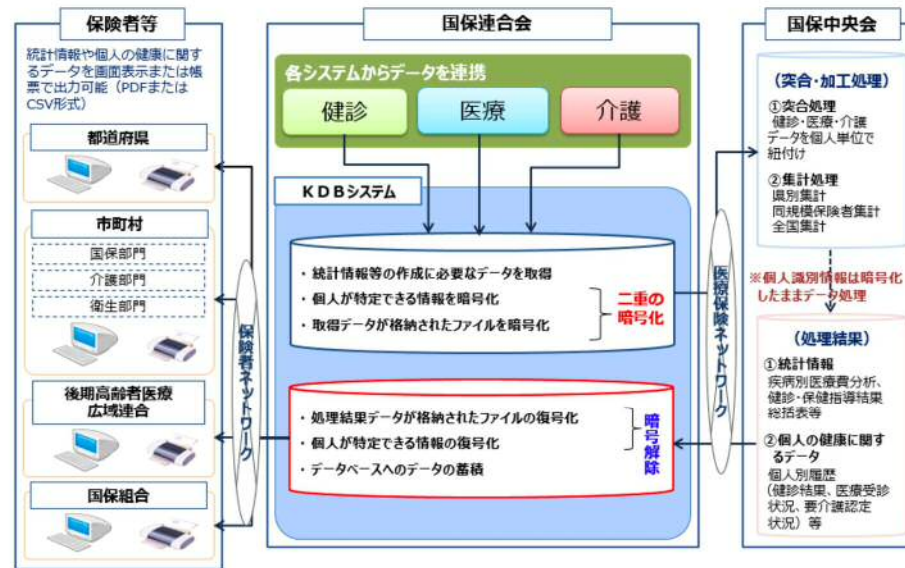 保険者等
統計情報や個人の健康に関す
るデータを画面表示または帳
票で出力可能（PDFまたは
CSV形式）
都道府県
市町村
国保部門
介護部門
衛生部門
後期高齢者医療
広域連合
国保組合
保険者ネットワーク
国保連合会
各システムからデータを連携
健診
医療
介護
KDBシステム
・統計情報等の作成に必要なデータを取得
・個人が特定できる情報を暗号化
・取得データが格納されたファイルを暗号化
二重の
暗号化
・処理結果データが格納されたファイルの復号化
・個人が特定できる情報の復号化
・データベースへのデータの蓄積
暗号解除
医療保険ネットワーク
国保中央会
（突合・加工処理）
①突合処理
健診・医療・介護
データを個人単位で
紐付け
②集計処理
県別集計
同規模保険者集計
全国集計
※個人識別情報は暗号化
したままデータ処理
（処理結果）
①統計情報
疾病別医療費分析、
健診・保健指導結果
総括表等
②個人の健康に関す
るデータ
個人別履歴
（健診結果、医療受診
状況、要介護認定
状況）等